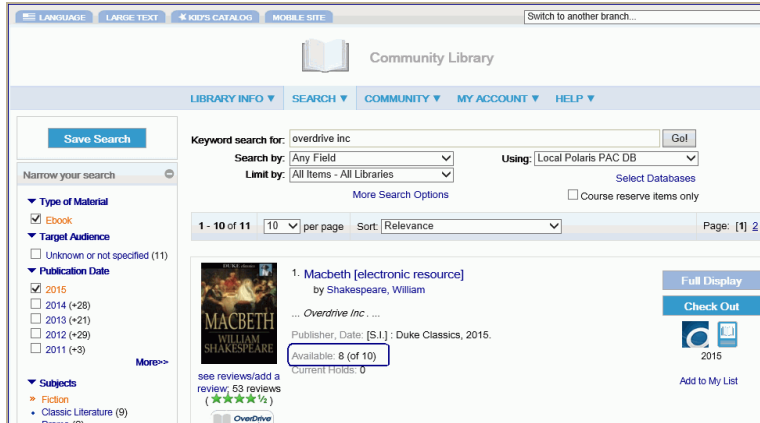 LANGUAGE LARGE TEXT KID'S CATALOG MOBILE SITE Switch to another branch...
Community Library
LIBRARY INFO ▼ SEARCH ▼ COMMUNITY ▼ MY ACCOUNT ▼ HELP ▼
Save Search
Keyword search for: overdrive inc Go!
Search by: Any Field Using: Local Polaris PAC DB
Limit by: All Items - All Libraries Select Databases
More Search Options Course reserve items only
Narrow your search
Type of Material
Ebook
Target Audience
Unknown or not specified (11)
Publication Date
2015
2014 (+28)
2013 (+21)
2012 (+29)
2011 (+3)
More>>
Subjects
» Fiction
• Classic Literature (9)
1 - 10 of 11 10 per page Sort: Relevance Page: [1] 2
DUKE classics
MACBETH
WILLIAM
SHAKESPEARE
1. Macbeth [electronic resource]
by Shakespeare, William
... Overdrive Inc . ...
Publisher, Date: [S.I.] : Duke Classics, 2015.
Available: 8 (of 10)
Current Holds: 0
see reviews/add a
review; 53 reviews
( ★★★★½ )
OverDrive
Full Display
Check Out
2015
Add to My List